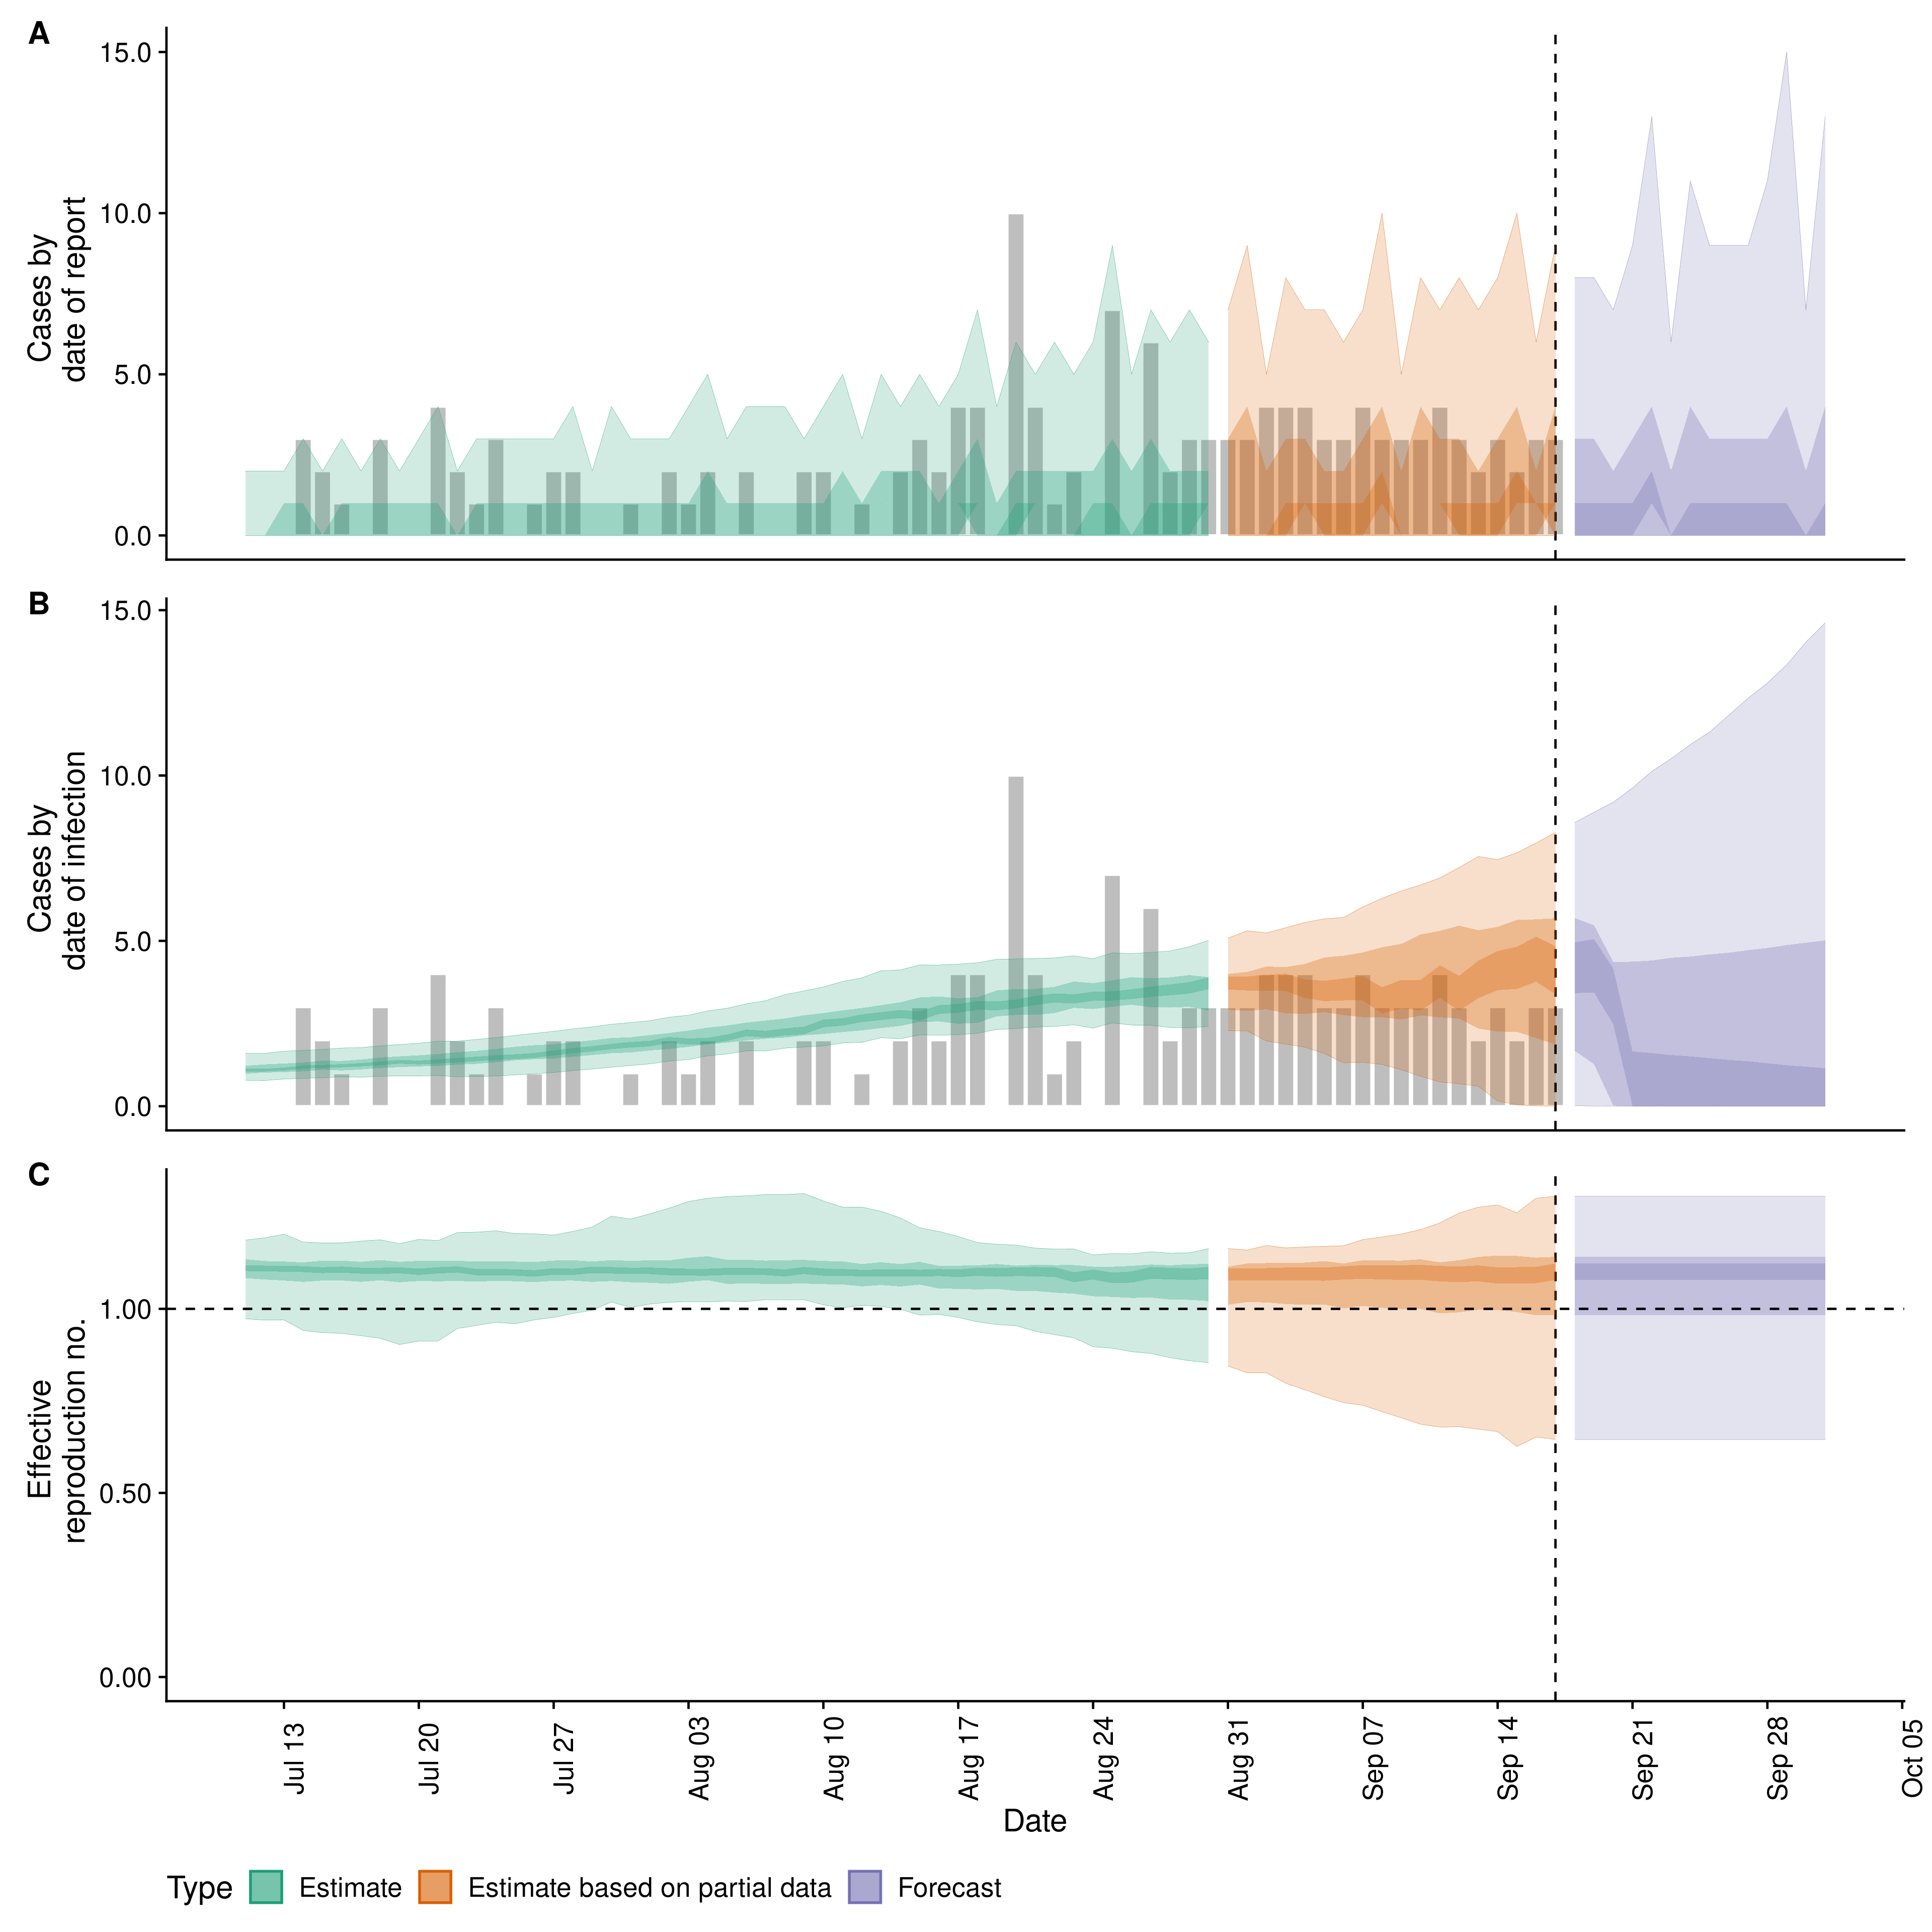 A
15.0
10.0
5.0
0.0
Cases by
date of report
B
15.0
10.0
5.0
0.0
Cases by
date of infection
C
1.00
0.50
0.00
Effective
reproduction no.
Jul 13
Jul 20
Jul 27
Aug 03
Aug 10
Aug 17
Aug 24
Aug 31
Sep 07
Sep 14
Sep 21
Sep 28
Oct 05
Date
Type Estimate Estimate based on partial data Forecast